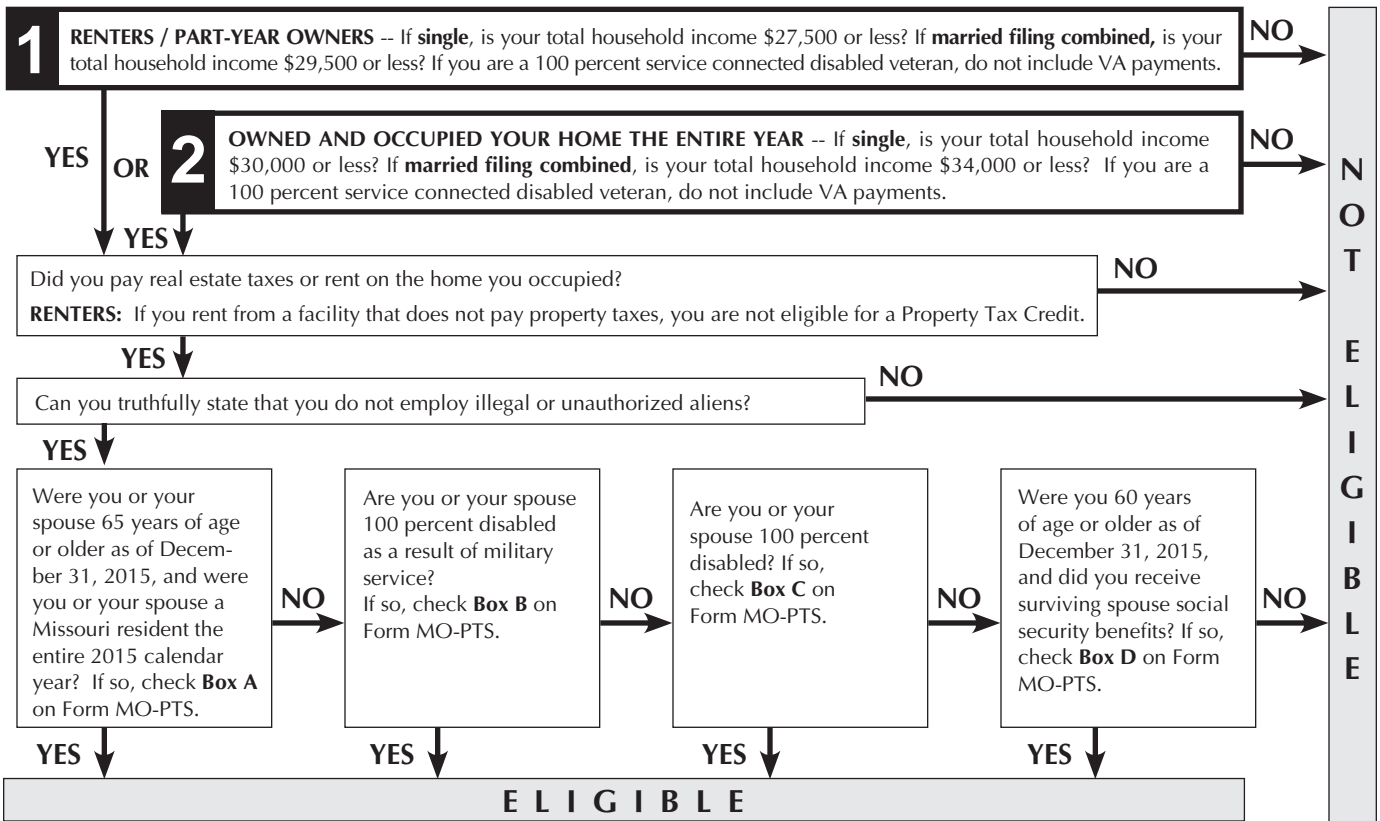 1
RENTERS / PART-YEAR OWNERS -- If single, is your total household income $27,500 or less? If married filing combined, is your
total household income $29,500 or less? If you are a 100 percent service connected disabled veteran, do not include VA payments.
NO
YES
OR
2
OWNED AND OCCUPIED YOUR HOME THE ENTIRE YEAR -- If single, is your total household income
$30,000 or less? If married filing combined, is your total household income $34,000 or less? If you are a
100 percent service connected disabled veteran, do not include VA payments.
NO
YES
Did you pay real estate taxes or rent on the home you occupied?
RENTERS: If you rent from a facility that does not pay property taxes, you are not eligible for a Property Tax Credit.
NO
YES
Can you truthfully state that you do not employ illegal or unauthorized aliens?
NO
YES
Were you or your
spouse 65 years of age
or older as of Decem-
ber 31, 2015, and were
you or your spouse a
Missouri resident the
entire 2015 calendar
year? If so, check Box A
on Form MO-PTS.
NO
Are you or your spouse
100 percent disabled
as a result of military
service?
If so, check Box B on
Form MO-PTS.
NO
Are you or your
spouse 100 percent
disabled? If so,
check Box C on
Form MO-PTS.
NO
Were you 60 years
of age or older as of
December 31, 2015,
and did you receive
surviving spouse social
security benefits? If so,
check Box D on Form
MO-PTS.
NO
YES
YES
YES
YES
ELIGIBLE
NOT ELIGIBLE